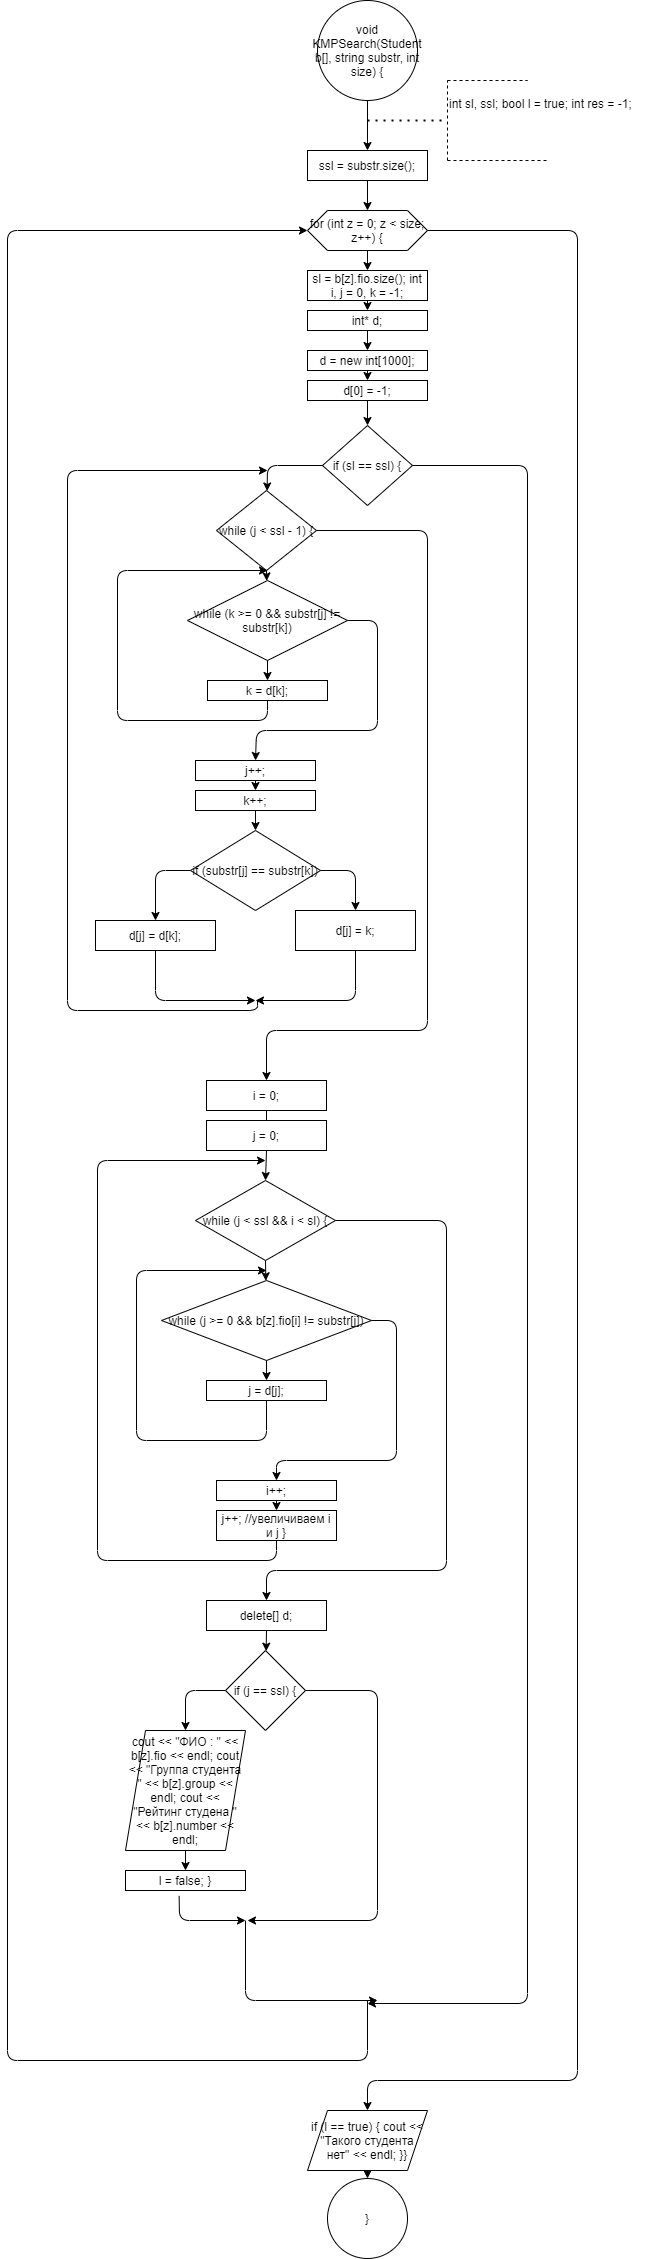 void
KMPSearch(Student
b[], string substr, int
size) {
int sl, ssl; bool l = true; int res = -1;
ssl = substr.size();
for (int z = 0; z < size;
z++) {
sl = b[z].fio.size(); int
i, j = 0, k = -1;
int* d;
d = new int[1000];
d[0] = -1;
if (sl == ssl) {
while (j < ssl - 1) {
while (k >= 0 && substr[j] !=
substr[k])
k = d[k];
j++;
k++;
if (substr[j] == substr[k])
d[j] = d[k];
d[j] = k;
i = 0;
j = 0;
while (j < ssl && i < sl) {
while (j >= 0 && b[z].fio[i] != substr[j])
j = d[j];
i++;
j++; //увеличиваем i
и j }
delete[] d;
if (j == ssl) {
cout << "ФИО : " <<
b[z].fio << endl; cout
<< "Группа студента
" << b[z].group <<
endl; cout <<
"Рейтинг студена "
<< b[z].number <<
endl;
l = false; }
if (l == true) { cout <<
"Такого студента
нет" << endl; }}
}